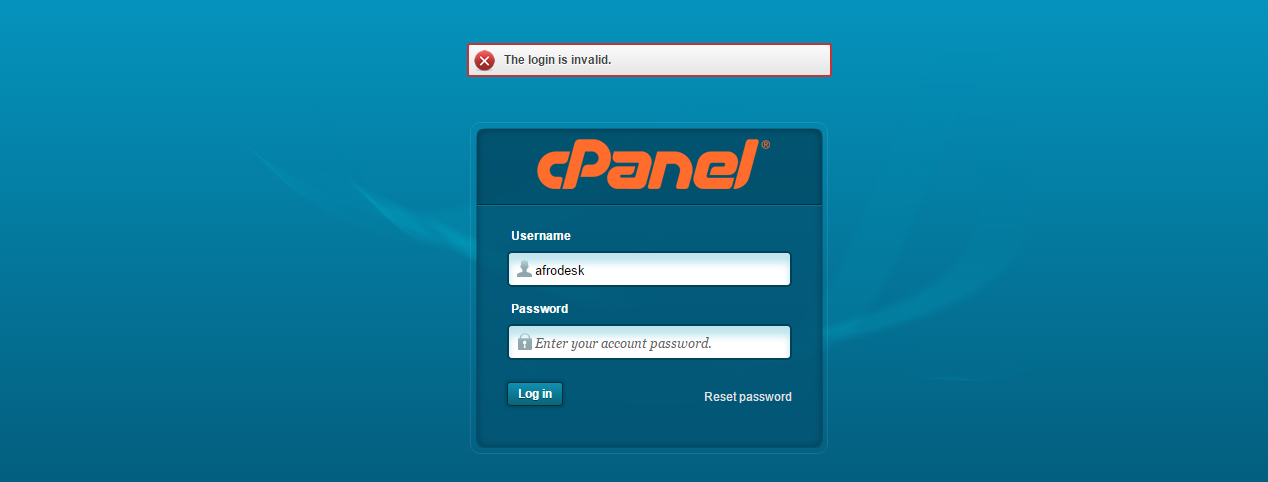 The login is invalid.
cPanel®
Username
afrodesk
Password
Enter your account password.
Log in
Reset password